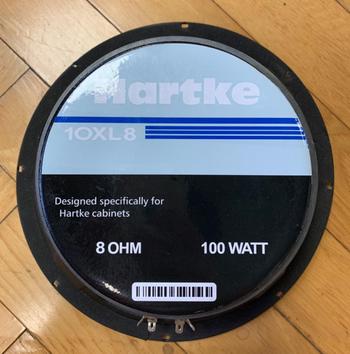 Hartke
10XL8
Designed specifically for
Hartke cabinets
8 OHM 100 WATT